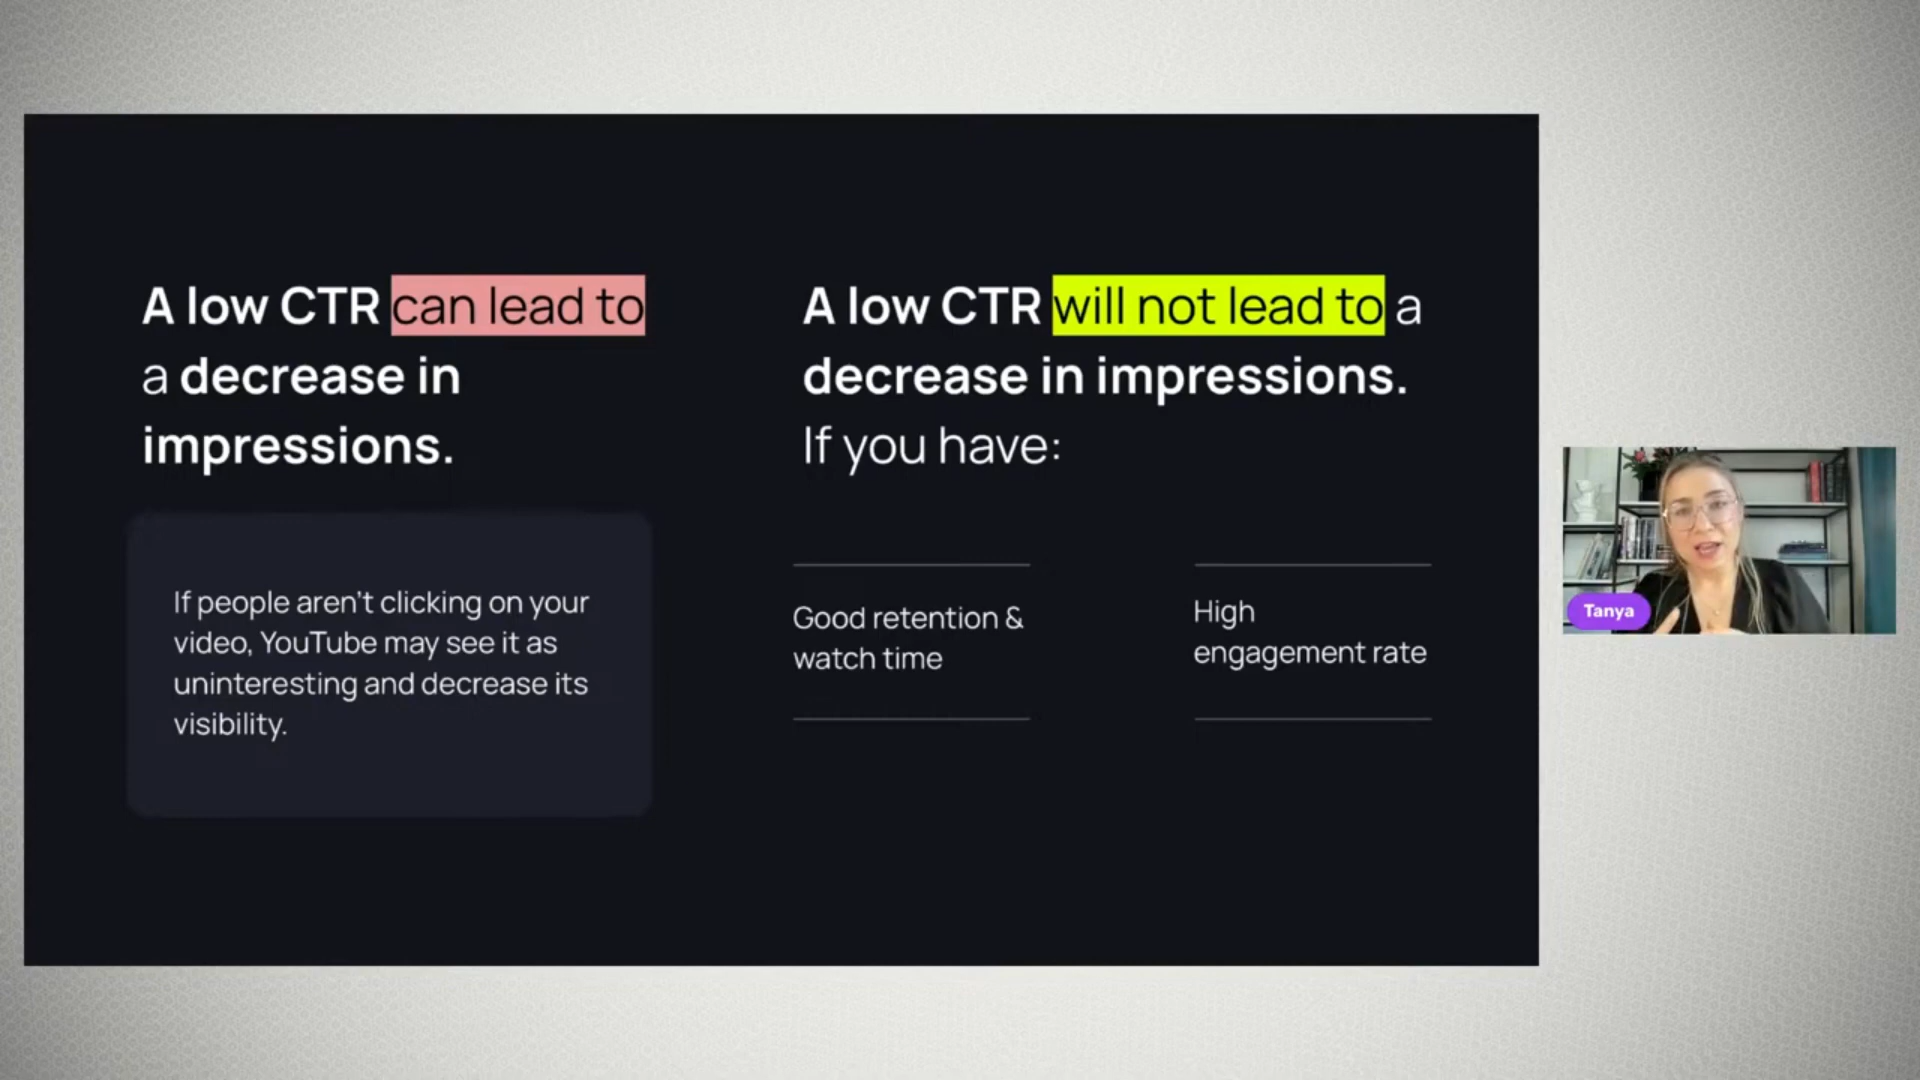 A low CTR can lead to
a decrease in
impressions.
If people aren't clicking on your
video, YouTube may see it as
uninteresting and decrease its
visibility.
A low CTR will not lead to a
decrease in impressions.
If you have:
Good retention &
watch time
High
engagement rate
Tanya